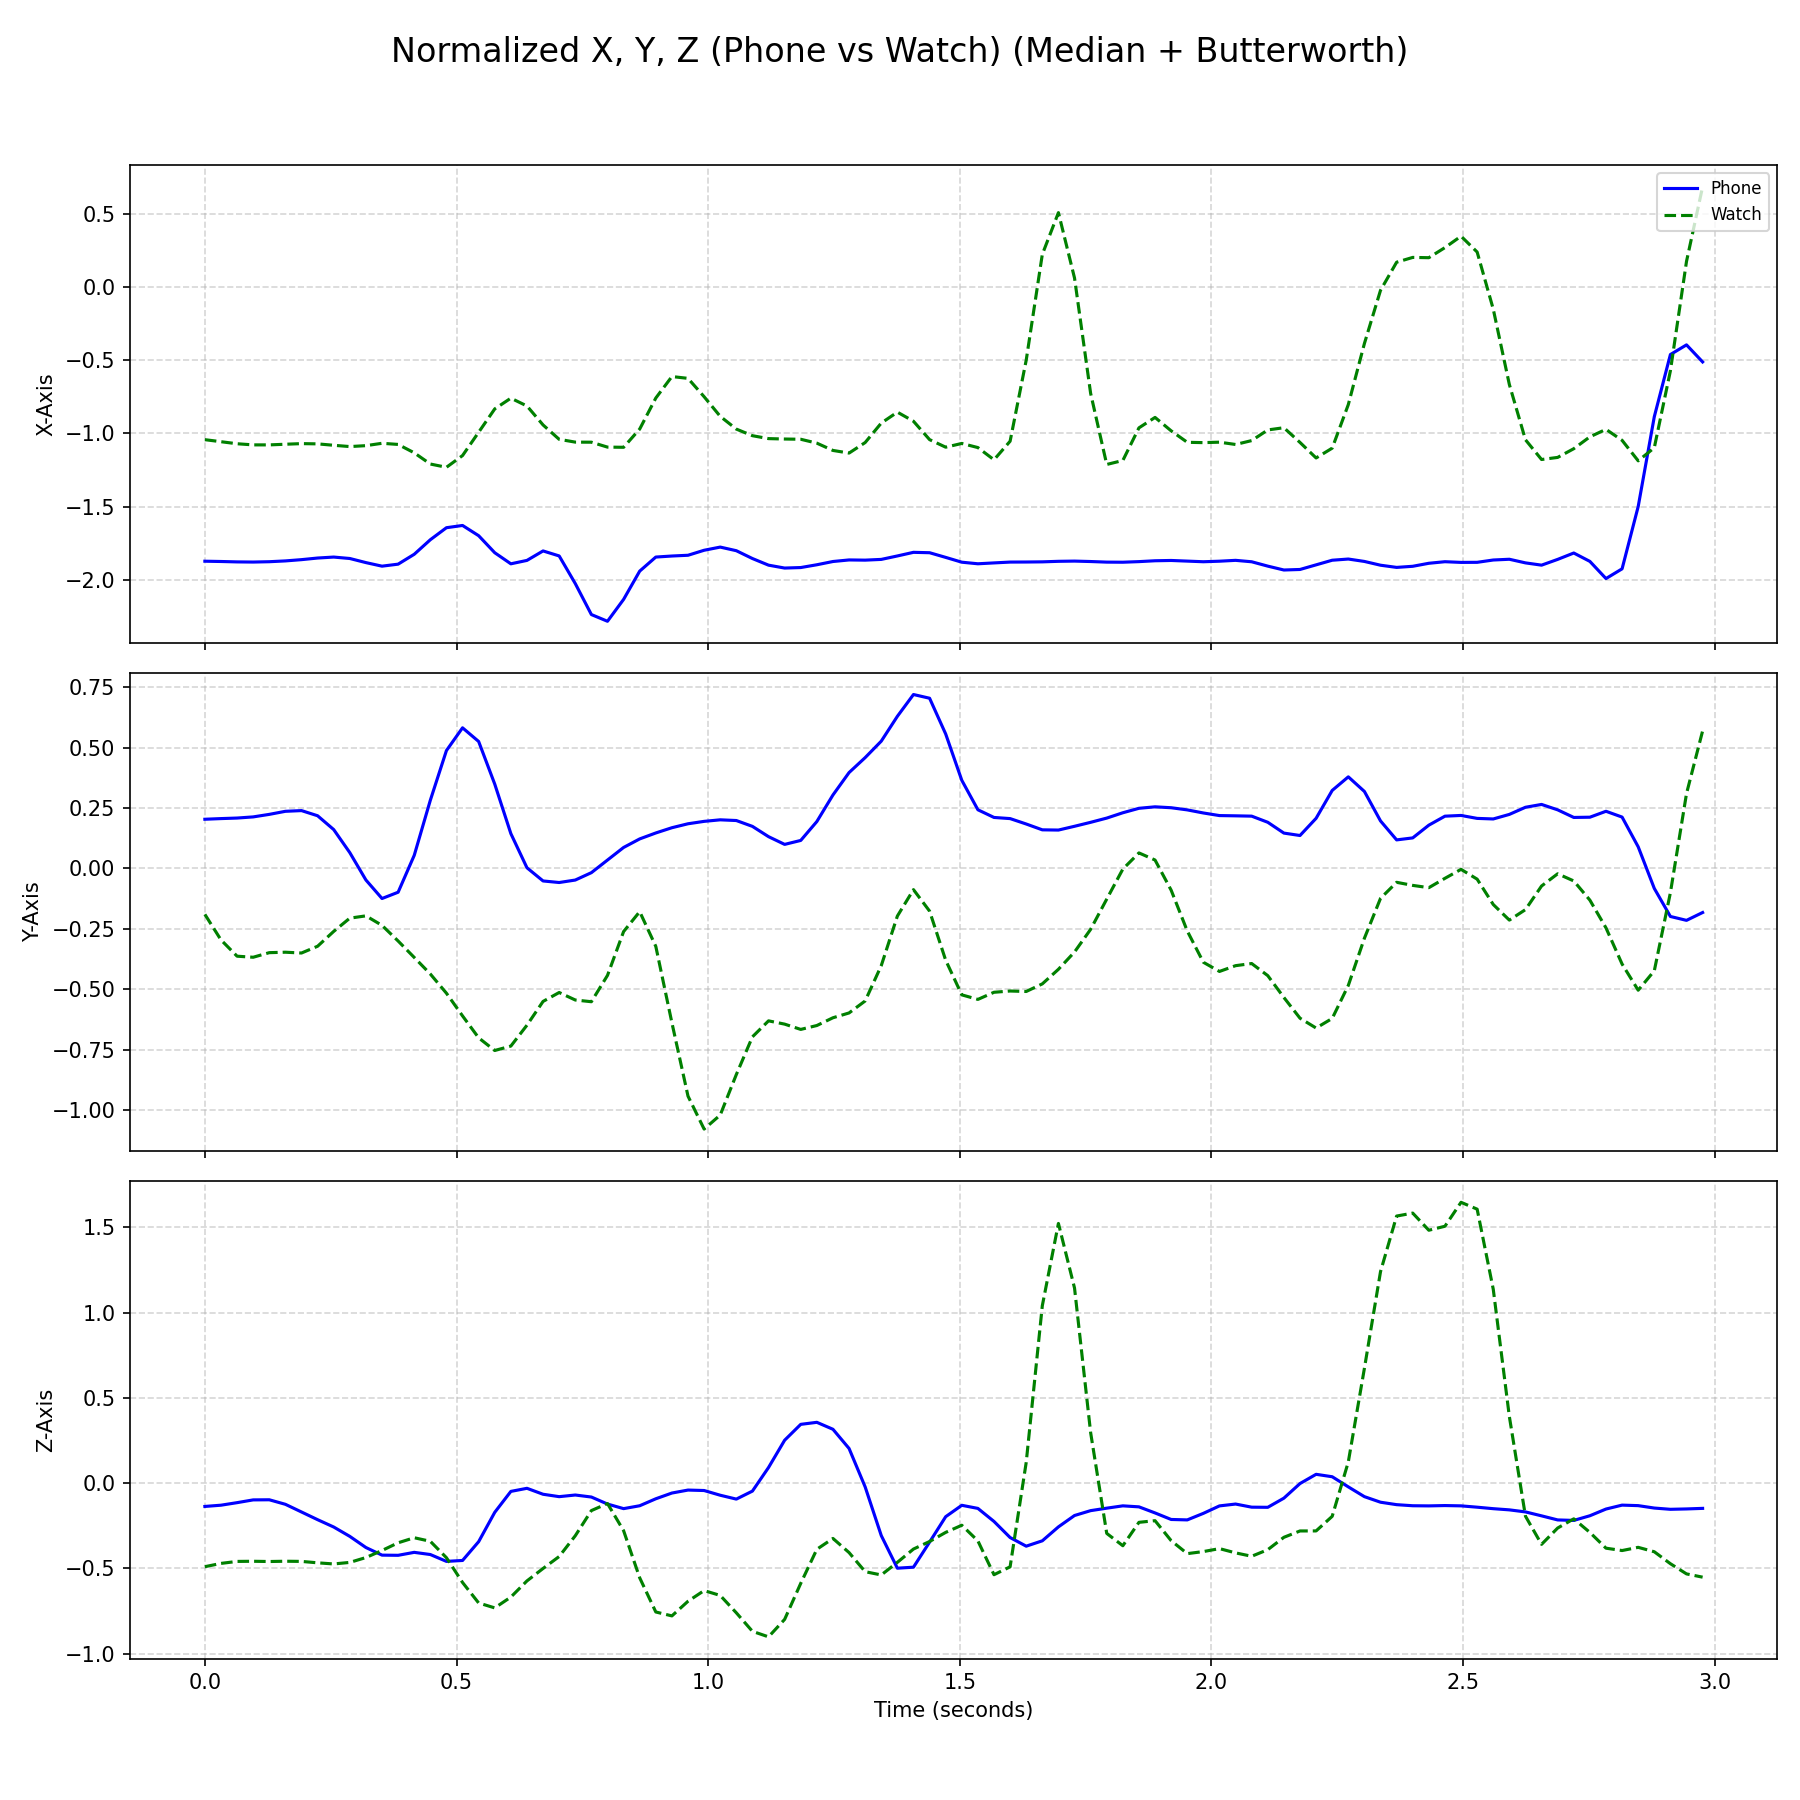 Normalized X, Y, Z (Phone vs Watch) (Median + Butterworth)
Phone
Watch
0.5
0.0
−0.5
−1.0
−1.5
−2.0
X-Axis
0.75
0.50
0.25
0.00
−0.25
−0.50
−0.75
−1.00
Y-Axis
1.5
1.0
0.5
0.0
−0.5
−1.0
Z-Axis
0.0 0.5 1.0 1.5 2.0 2.5 3.0
Time (seconds)